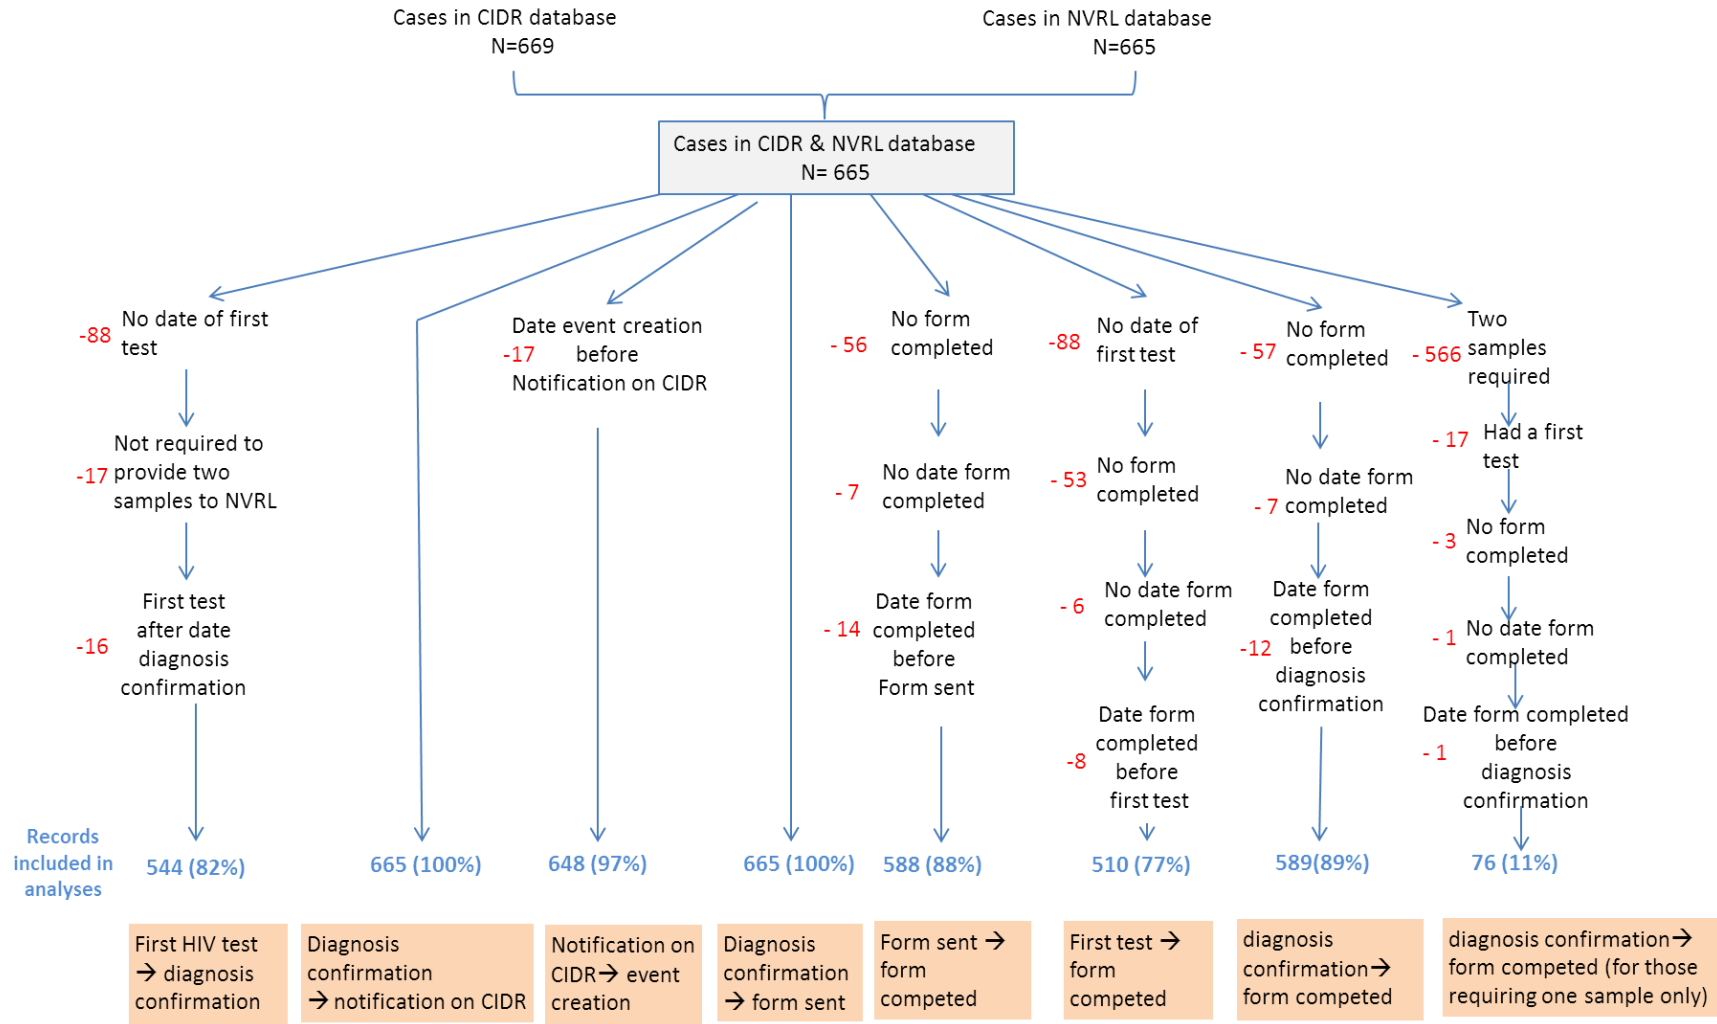 Cases in CIDR database
N=669
Cases in NVRL database
N=665
Cases in CIDR & NVRL database
N= 665
-88
No date of first
test
-17
Not required to
provide two
samples to NVRL
-16
First test
after date
diagnosis
confirmation
Date event creation
-17 before
Notification on CIDR
- 56
No form
completed
- 7
No date form
completed
- 14
Date form
completed
before
Form sent
-88
No date of
first test
- 53
No form
completed
- 6
No date form
completed
-8
Date form
completed
before
first test
- 57
No form
completed
- 7
No date form
completed
-12
Date form
completed
before
diagnosis
confirmation
- 566
Two
samples
required
- 17
Had a first
test
- 3
No form
completed
- 1
No date form
completed
- 1
Date form completed
before
diagnosis
confirmation
Records
included in
analyses
544 (82%)
665 (100%)
648 (97%)
665 (100%)
588 (88%)
510 (77%)
589(89%)
76 (11%)
First HIV test
→ diagnosis
confirmation
Diagnosis
confirmation
→ notification on CIDR
Notification on
CIDR→ event
creation
Diagnosis
confirmation
→ form sent
Form sent →
form
competed
First test →
form
competed
diagnosis
confirmation→
form competed
diagnosis confirmation→
form competed (for those
requiring one sample only)